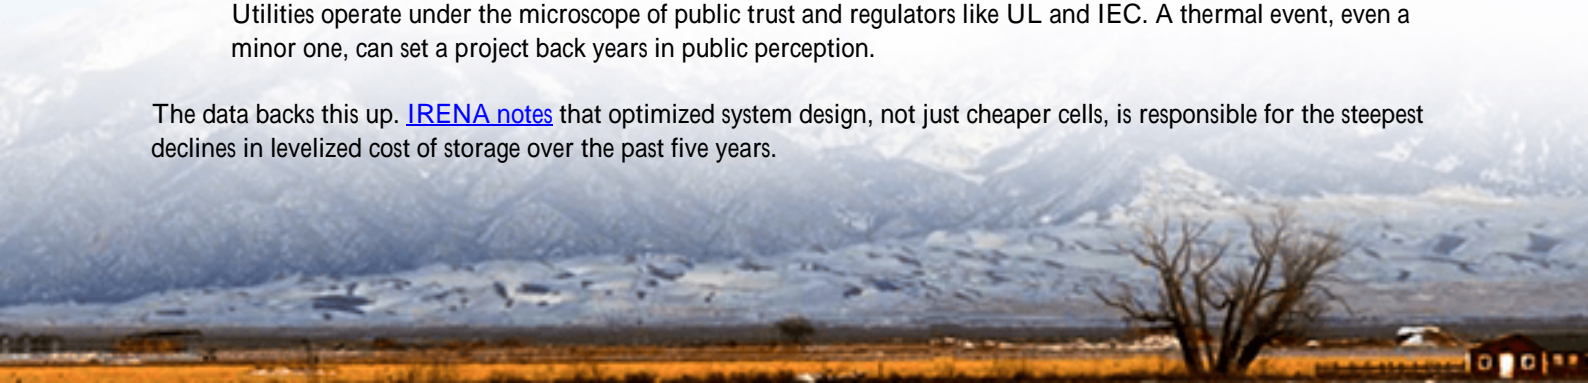 Utilities operate under the microscope of public trust and regulators like UL and IEC. A thermal event, even a
minor one, can set a project back years in public perception.
The data backs this up. IRENA notes that optimized system design, not just cheaper cells, is responsible for the steepest
declines in levelized cost of storage over the past five years.